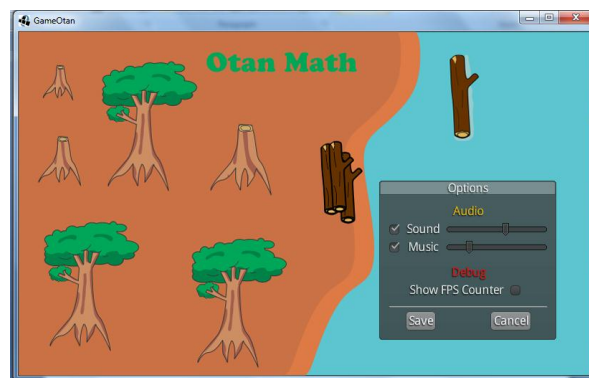 GameOtan
Otan Math
Options
Audio
Sound
Music
Debug
Show FPS Counter
Save Cancel